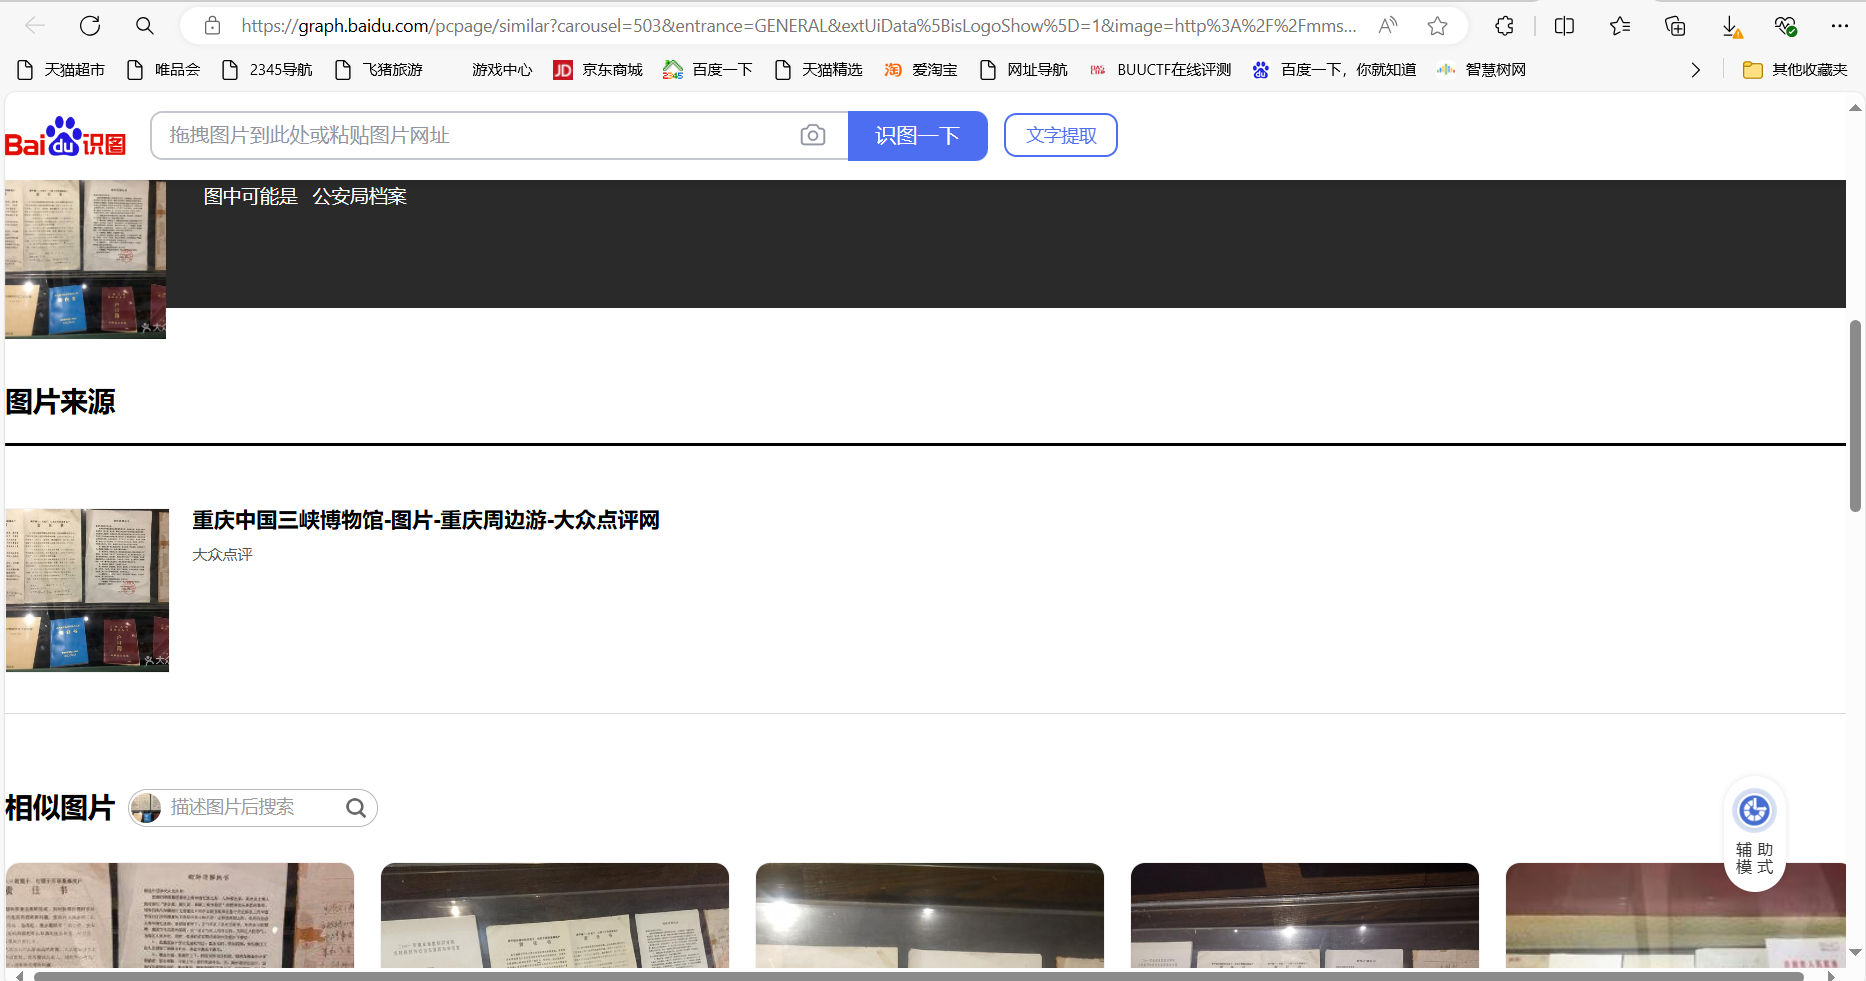 https://graph.baidu.com/pcpage/similar?carousel=503&entrance=GENERAL&extUiData%5BisLogoShow%5D=1&image=http%3A%2F%2Fmms...
天猫超市 唯品会 2345导航 飞猪旅游 游戏中心 JD 京东商城 2345 百度一下 天猫精选 淘 爱淘宝 网址导航 BUUCTF在线评测 百度一下，你就知道 智慧树网 其他收藏夹
Bai du 识图 拖拽图片到此处或粘贴图片网址 识图一下 文字提取
图中可能是 公安局档案
图片来源
重庆中国三峡博物馆-图片-重庆周边游-大众点评网
大众点评
相似图片 描述图片后搜索
辅助
模式